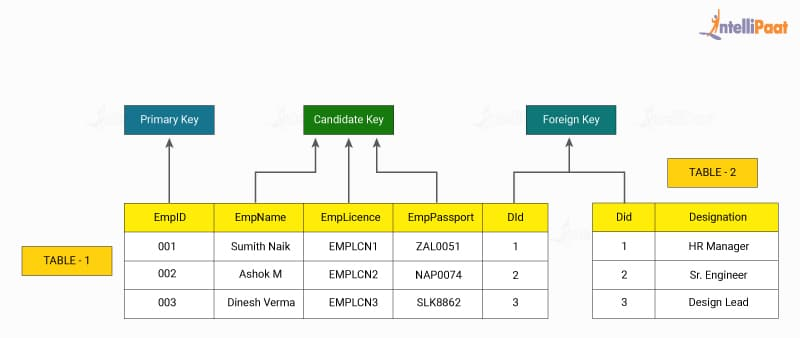 INTELLIPAAT
Primary Key
Candidate Key
Foreign Key
TABLE - 2
EmpID EmpName EmpLicence EmpPassport DId
Did Designation
TABLE - 1
001 Sumith Naik EMPLCN1 ZAL0051 1
1 HR Manager
002 Ashok M EMPLCN2 NAP0074 2
2 Sr. Engineer
003 Dinesh Verma EMPLCN3 SLK8862 3
3 Design Lead